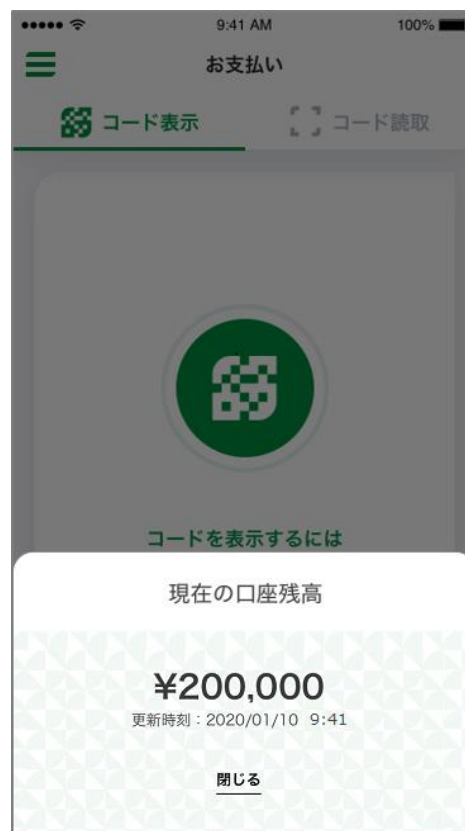 9:41 AM
100%
お支払い
コード表示
コード読取
コードを表示するには
現在の口座残高
¥200,000
更新時刻：2020/01/10 9:41
閉じる